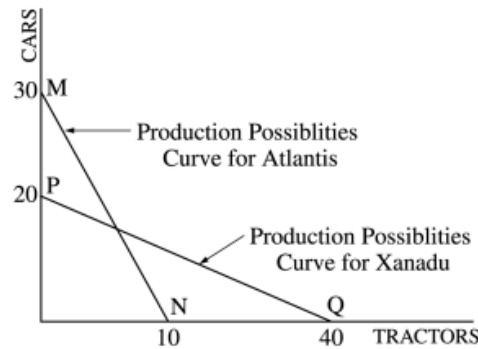 CARS
30
M
Production Possiblities
Curve for Atlantis
20
P
Production Possiblities
Curve for Xanadu
N
Q
10
40
TRACTORS